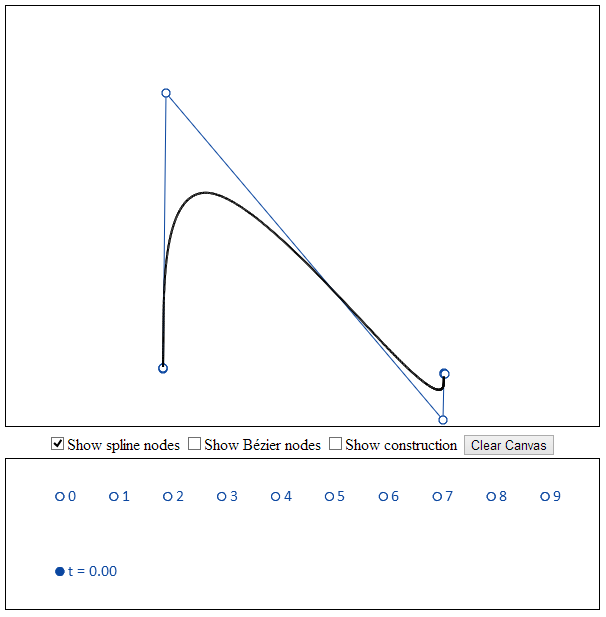 Show spline nodes Show Bézier nodes Show construction Clear Canvas
0 1 2 3 4 5 6 7 8 9
t = 0.00